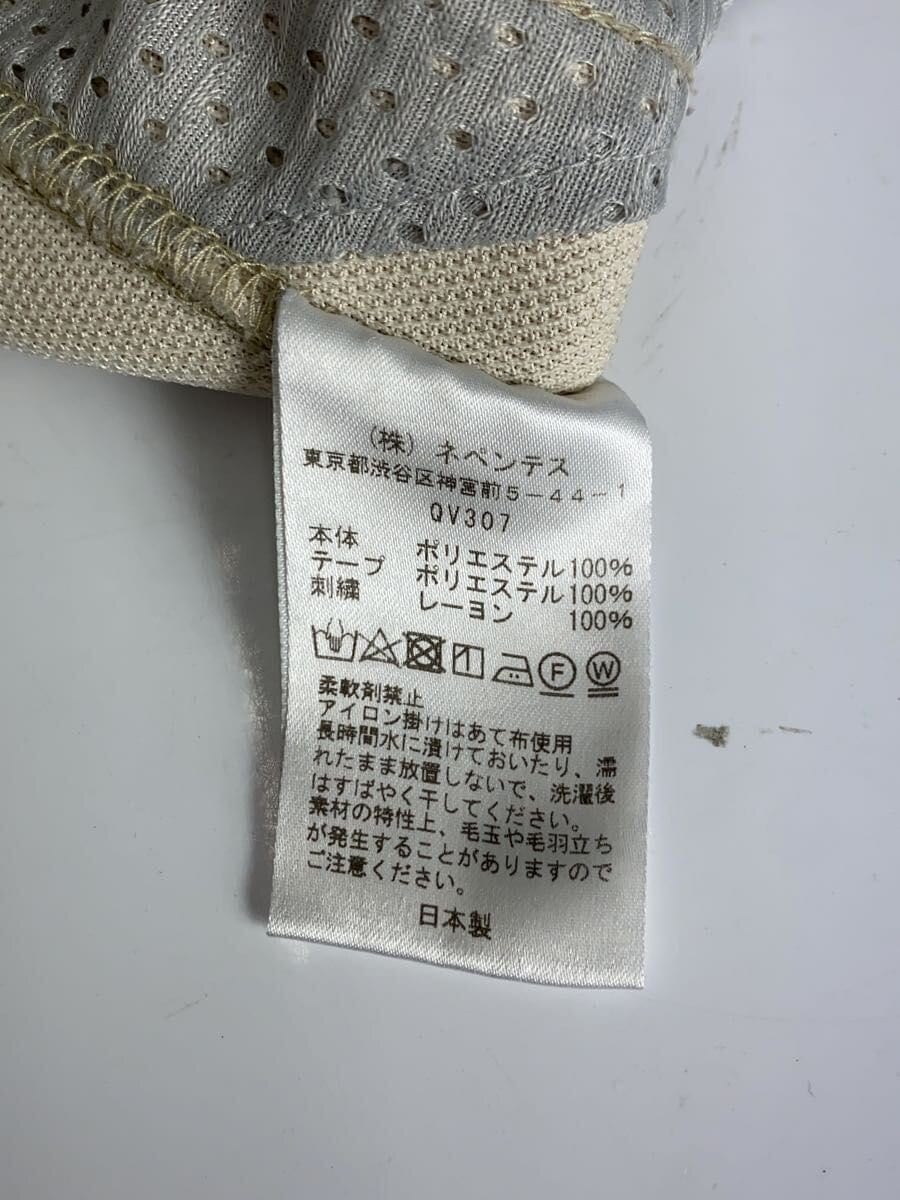 (株) ネペンテス
東京都渋谷区神宮前5-44-1
QV307
本体 ポリエステル100%
テープ ポリエステル100%
刺繍 レーヨン 100%
F W
柔軟剤禁止
アイロン掛けはあて布使用
長時間水に漬けておいたり、濡
れたまま放置しないで、洗濯後
はすばやく干してください。
素材の特性上、毛玉や毛羽立ち
が発生することがありますので
ご注意ください。
日本製